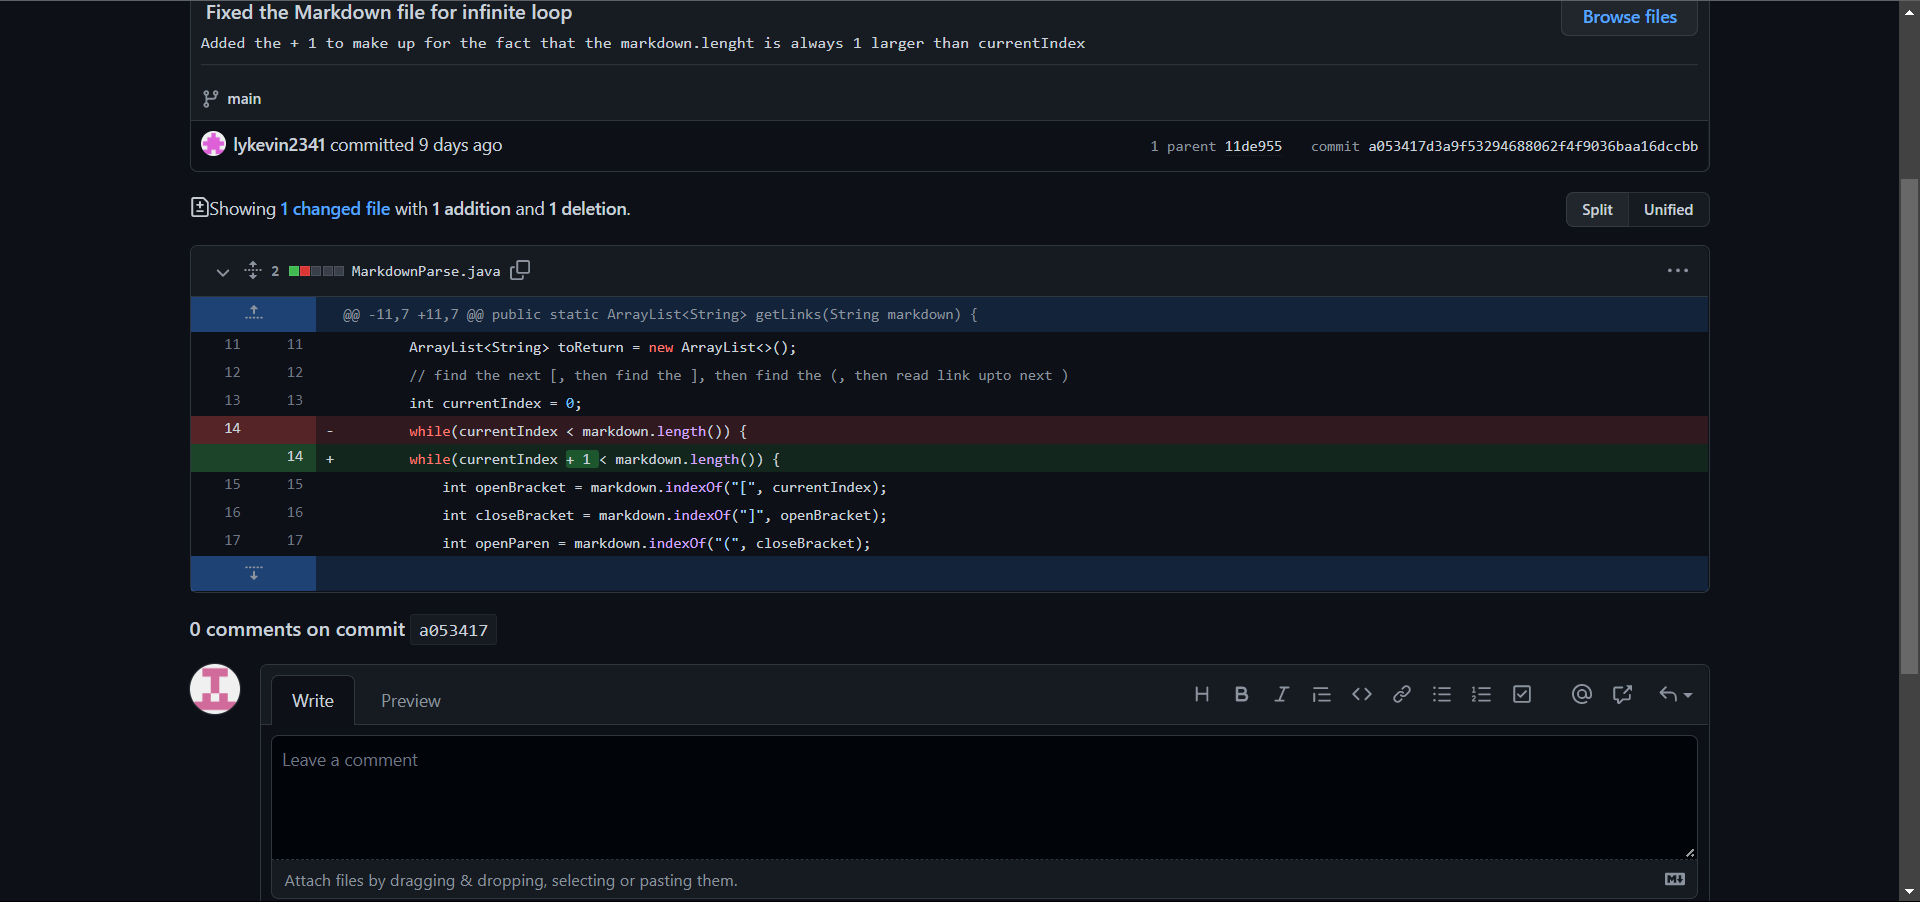 Fixed the Markdown file for infinite loop
Browse files
Added the + 1 to make up for the fact that the markdown.lenght is always 1 larger than currentIndex
main
lykevin2341 committed 9 days ago
1 parent 11de955 commit a053417d3a9f53294688062f4f9036baa16dccbb
Showing 1 changed file with 1 addition and 1 deletion.
Split Unified
2 MarkdownParse.java
@@ -11,7 +11,7 @@ public static ArrayList<String> getLinks(String markdown) {
11 11 ArrayList<String> toReturn = new ArrayList<>();
12 12 // find the next [, then find the ], then find the (, then read link upto next )
13 13 int currentIndex = 0;
14 - while(currentIndex < markdown.length()) {
14 + while(currentIndex + 1 < markdown.length()) {
15 15 int openBracket = markdown.indexOf("[", currentIndex);
16 16 int closeBracket = markdown.indexOf("]", openBracket);
17 17 int openParen = markdown.indexOf("(", closeBracket);
0 comments on commit a053417
Write Preview
Leave a comment
Attach files by dragging & dropping, selecting or pasting them.